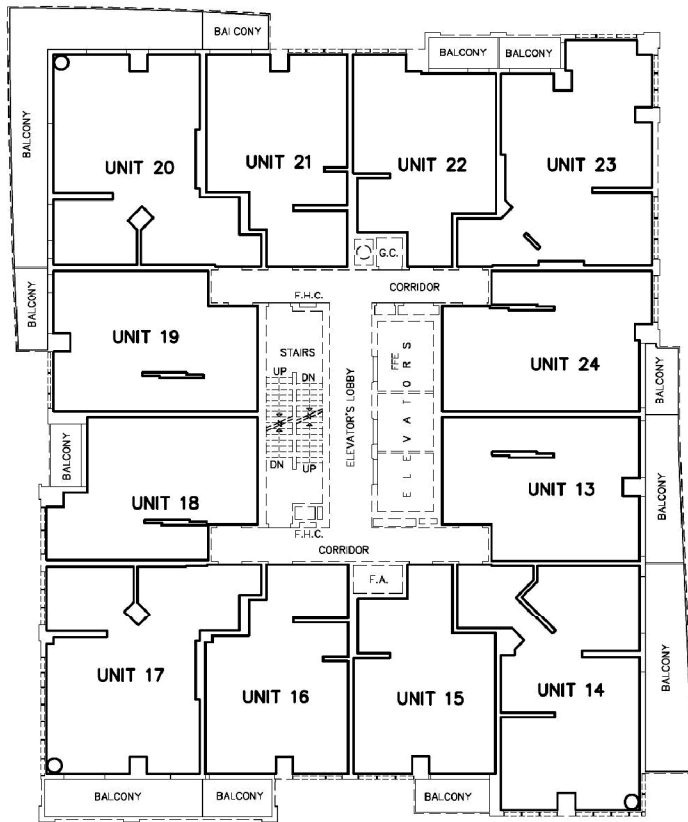 BALCONY
BALCONY
BALCONY
BALCONY
UNIT 20
UNIT 21
UNIT 22
UNIT 23
G.C.
BALCONY
F.H.C.
CORRIDOR
UNIT 19
STAIRS
UP
DN
ELEVATOR'S LOBBY
FFE
ELEVATORS
UNIT 24
BALCONY
BALCONY
UNIT 18
DN
UP
UNIT 13
BALCONY
F.H.C.
CORRIDOR
F.A.
UNIT 17
UNIT 16
UNIT 15
UNIT 14
BALCONY
BALCONY
BALCONY
BALCONY